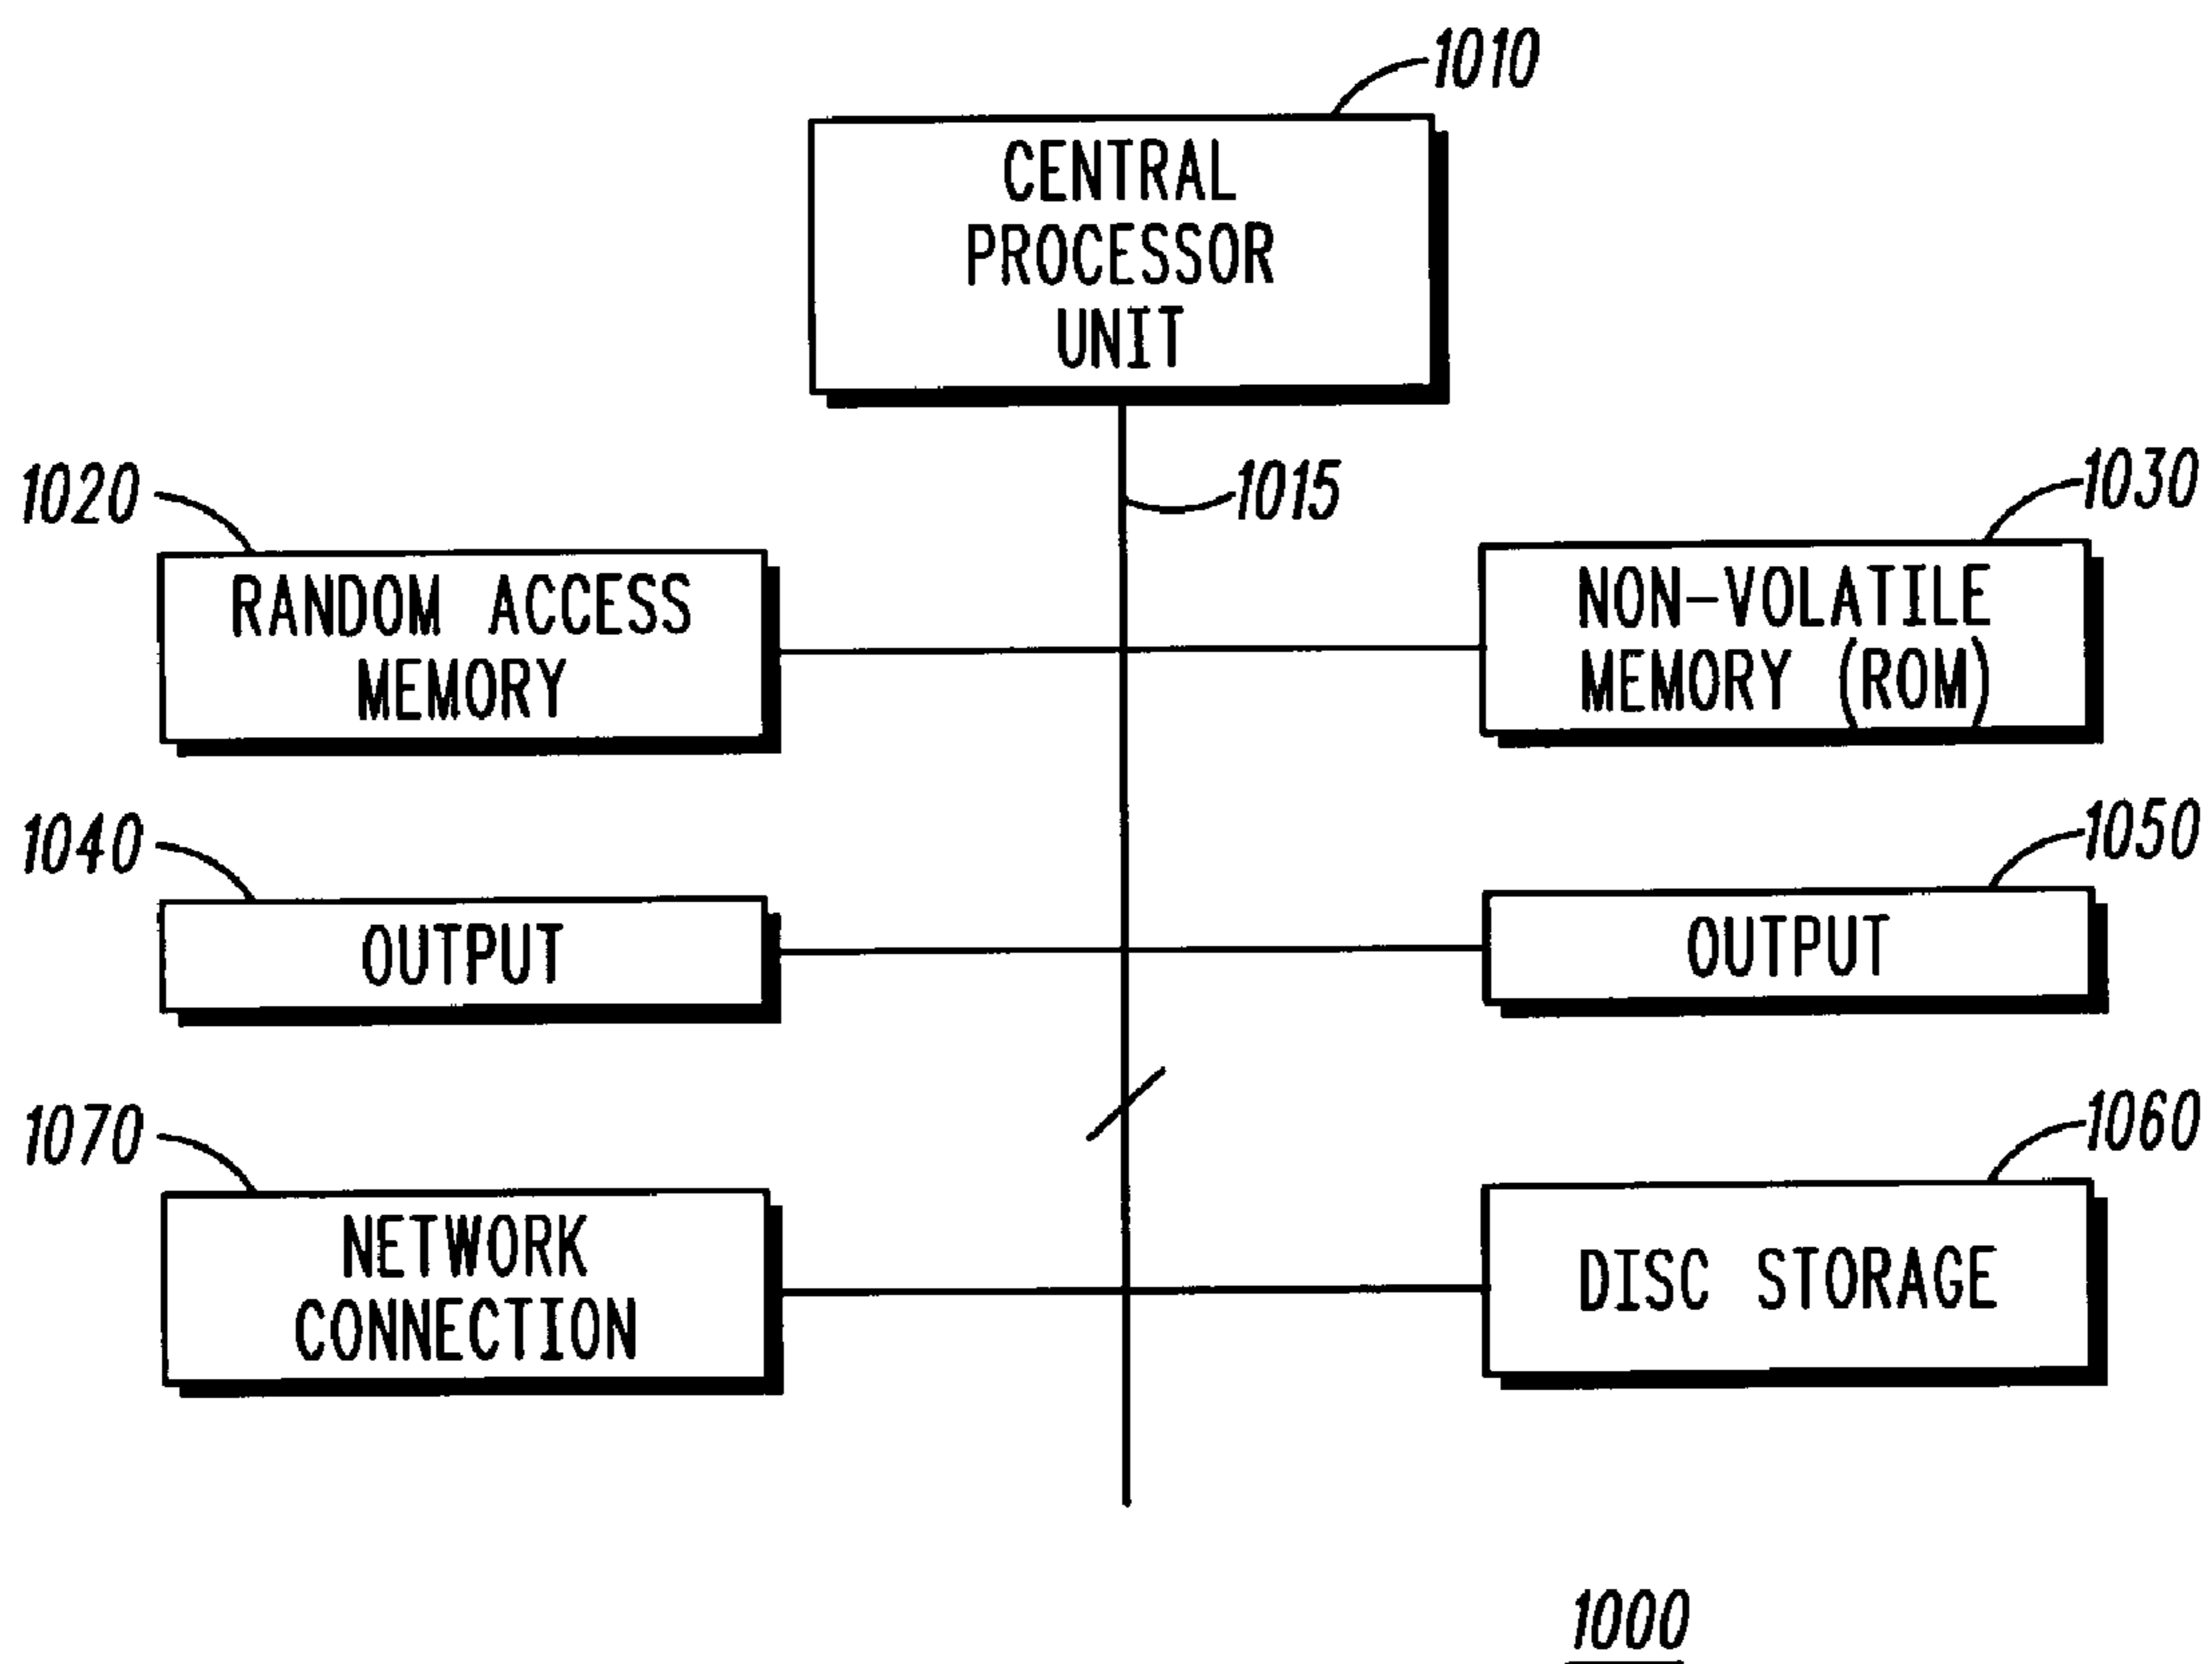 1010
CENTRAL
PROCESSOR
UNIT
1015
1020
RANDOM ACCESS
MEMORY
1030
NON-VOLATILE
MEMORY (ROM)
1040
OUTPUT
1050
OUTPUT
1070
NETWORK
CONNECTION
1060
DISC STORAGE
1000